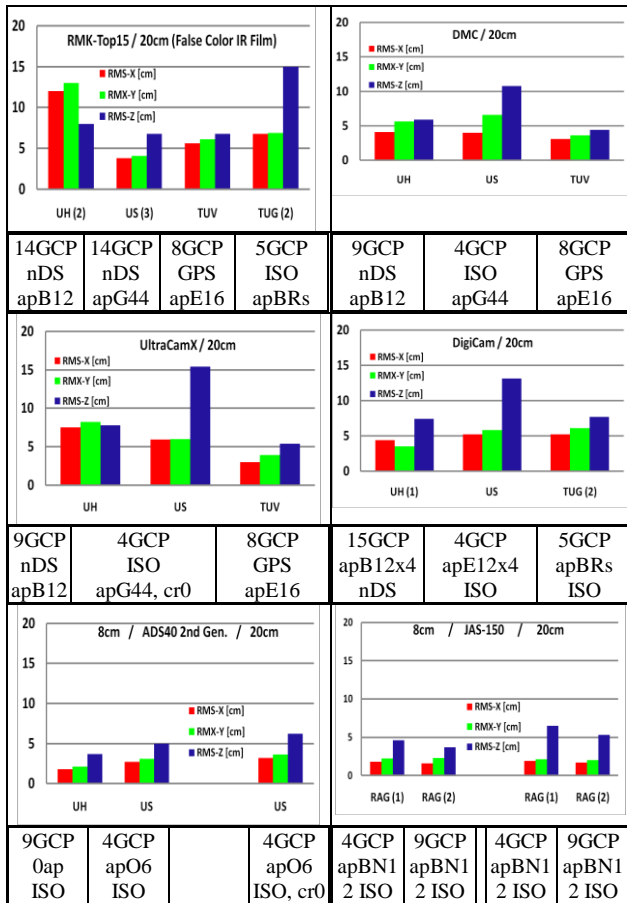 RMK-Top15 / 20cm (False Color IR Film)
20
15
10
5
0
RMS-X [cm]
RMX-Y [cm]
RMS-Z [cm]
UH (2) US (3) TUV TUG (2)
14GCP 14GCP 8GCP 5GCP
nDS nDS GPS ISO
apB12 apG44 apE16 apBRs
DMC / 20cm
20
15
10
5
0
RMS-X [cm]
RMX-Y [cm]
RMS-Z [cm]
UH US TUV
9GCP 4GCP 8GCP
nDS ISO GPS
apB12 apG44 apE16
UltraCamX / 20cm
20
15
10
5
0
RMS-X [cm]
RMX-Y [cm]
RMS-Z [cm]
UH US TUV
9GCP 4GCP 8GCP
nDS ISO GPS
apB12 apG44, cr0 apE16
DigiCam / 20cm
20
15
10
5
0
RMS-X [cm]
RMX-Y [cm]
RMS-Z [cm]
UH (1) US TUG (2)
15GCP 4GCP 5GCP
apB12x4 apE12x4 apBRs
nDS ISO ISO
8cm / ADS40 2nd Gen. / 20cm
20
15
10
5
0
RMS-X [cm]
RMX-Y [cm]
RMS-Z [cm]
UH US US
9GCP 4GCP 4GCP
0ap apO6 apO6
ISO ISO ISO, cr0
8cm / JAS-150 / 20cm
20
15
10
5
0
RMS-X [cm]
RMX-Y [cm]
RMS-Z [cm]
RAG (1) RAG (2) RAG (1) RAG (2)
4GCP 9GCP 4GCP 9GCP
apBN1 apBN1 apBN1 apBN1
2 ISO 2 ISO 2 ISO 2 ISO